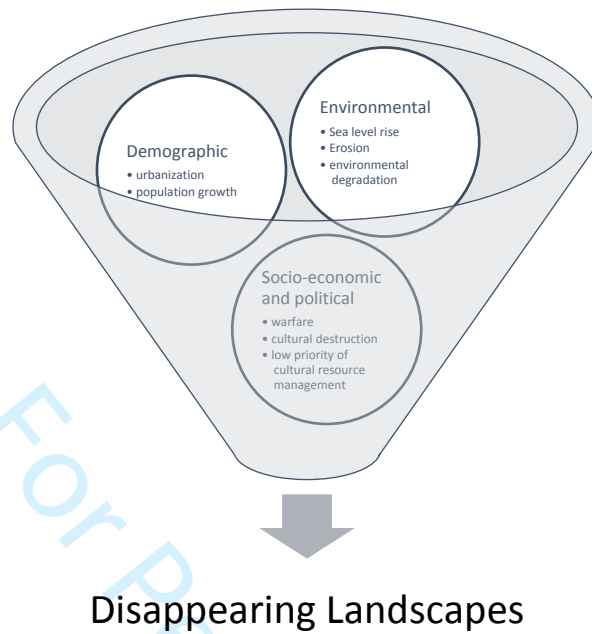 Environmental
• Sea level rise
• Erosion
• environmental
degradation
Demographic
• urbanization
• population growth
Socio-economic
and political
• warfare
• cultural destruction
• low priority of
cultural resource
management
For P
Disappearing Landscapes